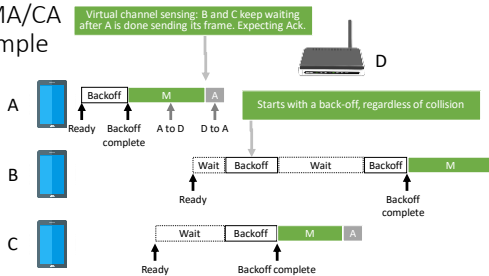 MA/CA
mple
Virtual channel sensing: B and C keep waiting
after A is done sending its frame. Expecting Ack.
D
A
Backoff
M
A
Ready
Backoff
complete
A to D
D to A
Starts with a back-off, regardless of collision
B
Wait
Backoff
Wait
Backoff
M
Ready
Backoff
complete
C
Wait
Backoff
M
A
Ready
Backoff complete